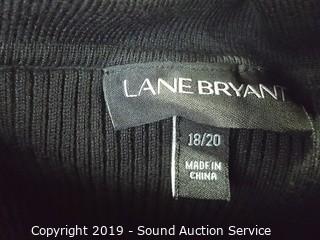 LANE BRYANT
18/20
MADE IN
CHINA
Copyright 2019 - Sound Auction Service